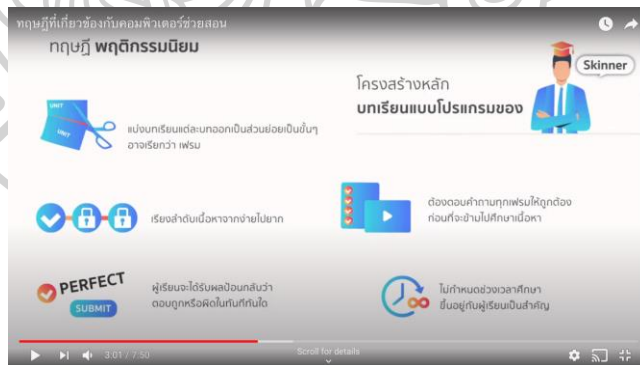 ทฤษฎีที่เกี่ยวข้องกับคอมพิวเตอร์ช่วยสอน
ทฤษฎี พฤติกรรมนิยม
Skinner
โครงสร้างหลัก
บทเรียนแบบโปรแกรมของ
UNIT
UNIT
แบ่งบทเรียนแต่ละบทออกเป็นส่วนย่อยเป็นขั้นๆ
อาจเรียกว่า เฟรม
เรียงลำดับเนื้อหาจากง่ายไปยาก
ต้องตอบคำถามทุกเฟรมให้ถูกต้อง
ก่อนที่จะข้ามไปศึกษาเนื้อหา
PERFECT
SUBMIT
ผู้เรียนจะได้รับผลป้อนกลับว่า
ตอบถูกหรือผิดในทันทีทันใด
ไม่กำหนดช่วงเวลาศึกษา
ขึ้นอยู่กับผู้เรียนเป็นสำคัญ
3:01 / 7:50
Scroll for details